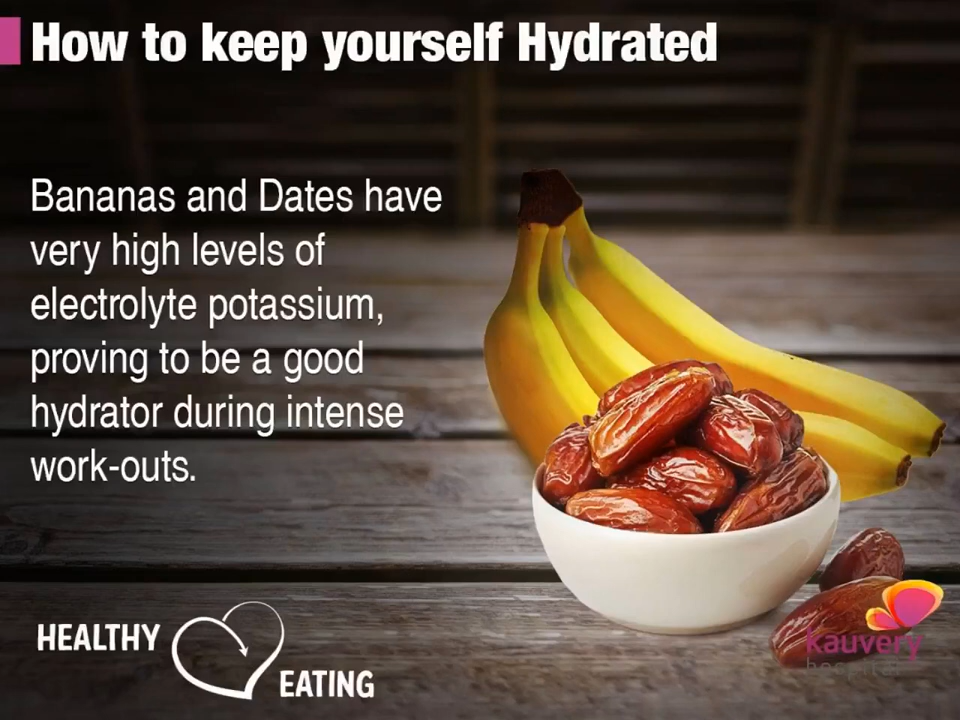 How to keep yourself Hydrated
Bananas and Dates have
very high levels of
electrolyte potassium,
proving to be a good
hydrator during intense
work-outs.
HEALTHY
EATING
kauvery
hospital